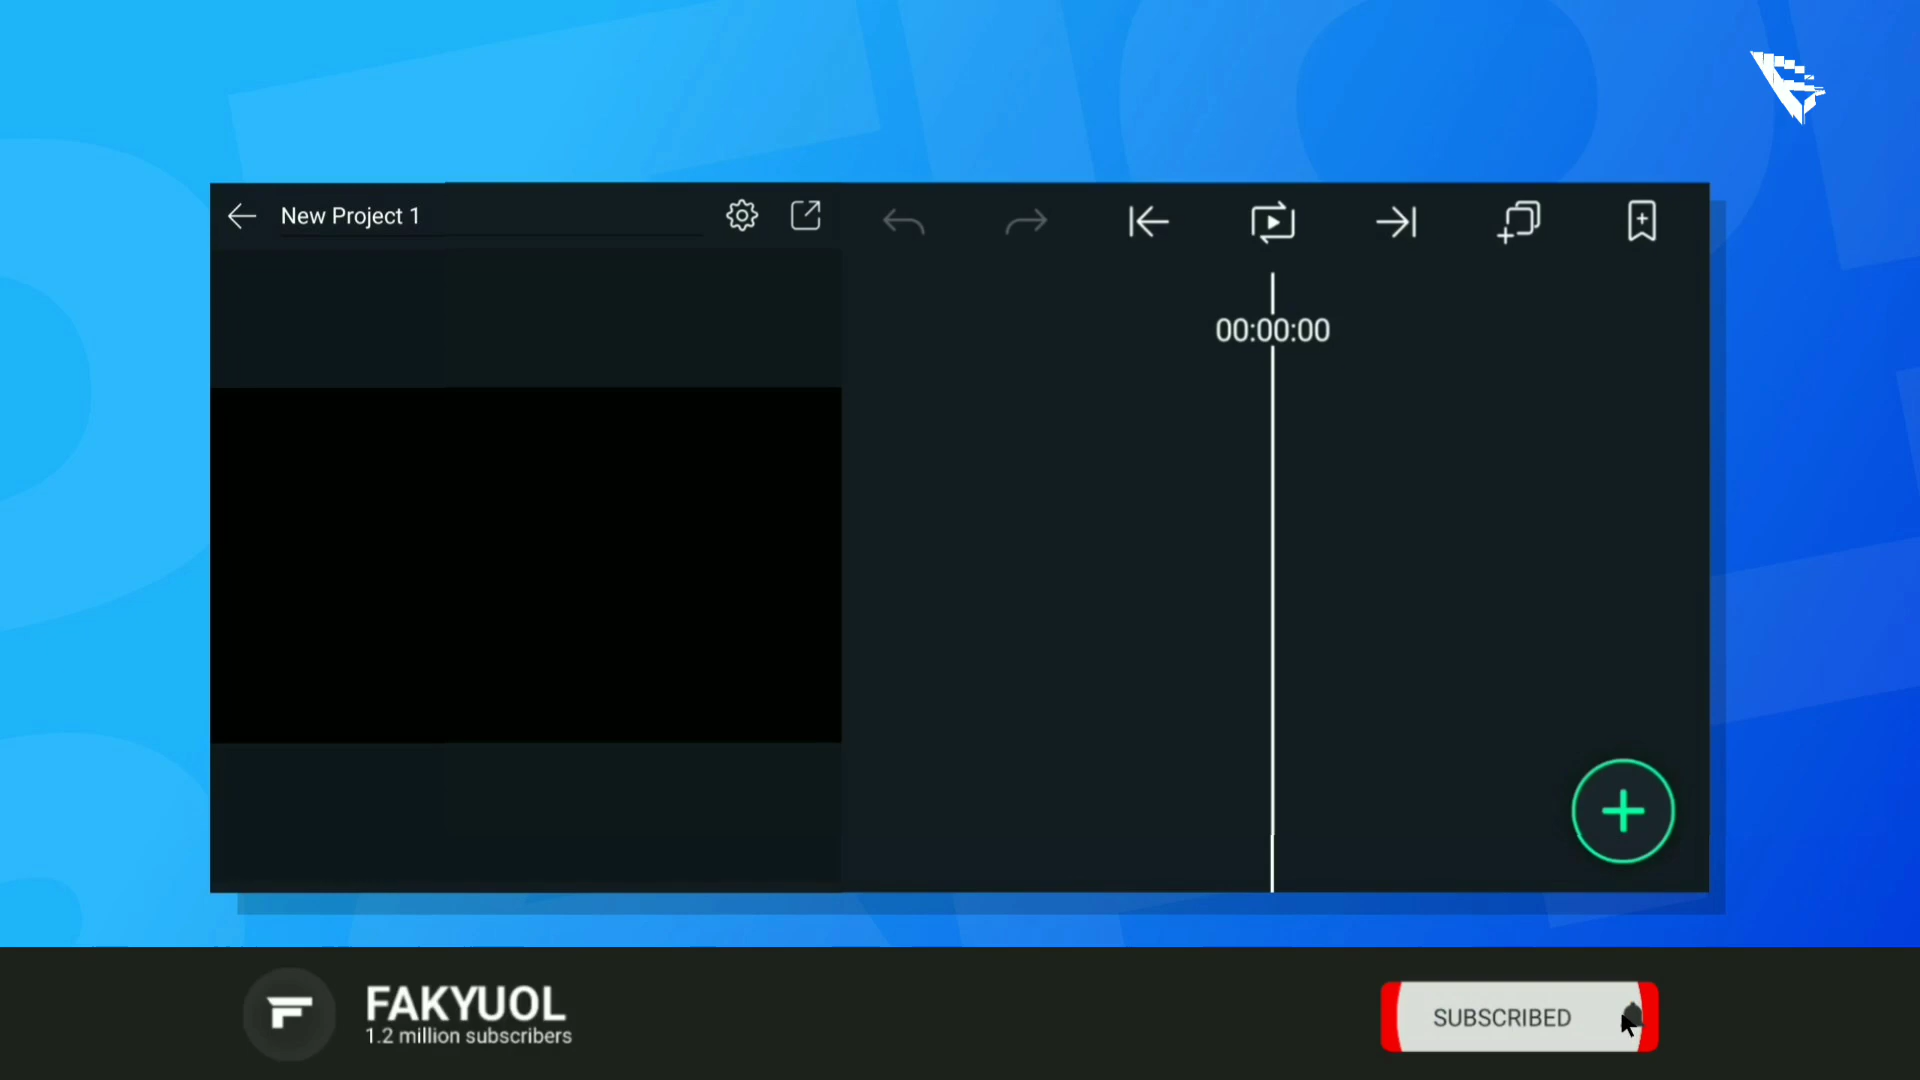 New Project 1
00:00:00
FAKYUOL
1.2 million subscribers
SUBSCRIBED